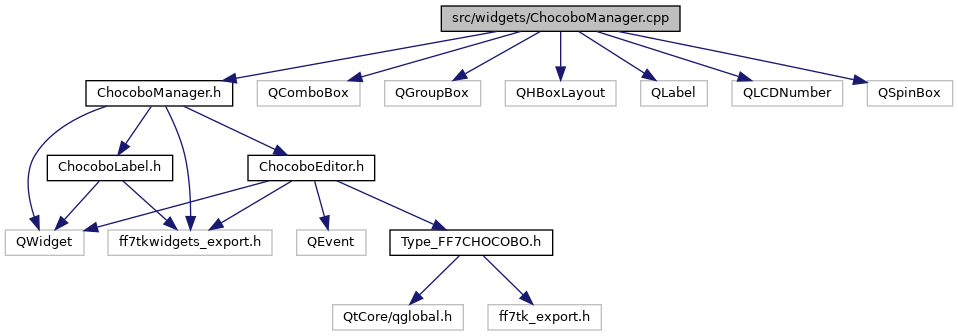 src/widgets/ChocoboManager.cpp
ChocoboManager.h
QComboBox
QGroupBox
QHBoxLayout
QLabel
QLCDNumber
QSpinBox
ChocoboLabel.h
ChocoboEditor.h
QWidget
ff7tkwidgets_export.h
QEvent
Type_FF7CHOCOBO.h
QtCore/qglobal.h
ff7tk_export.h